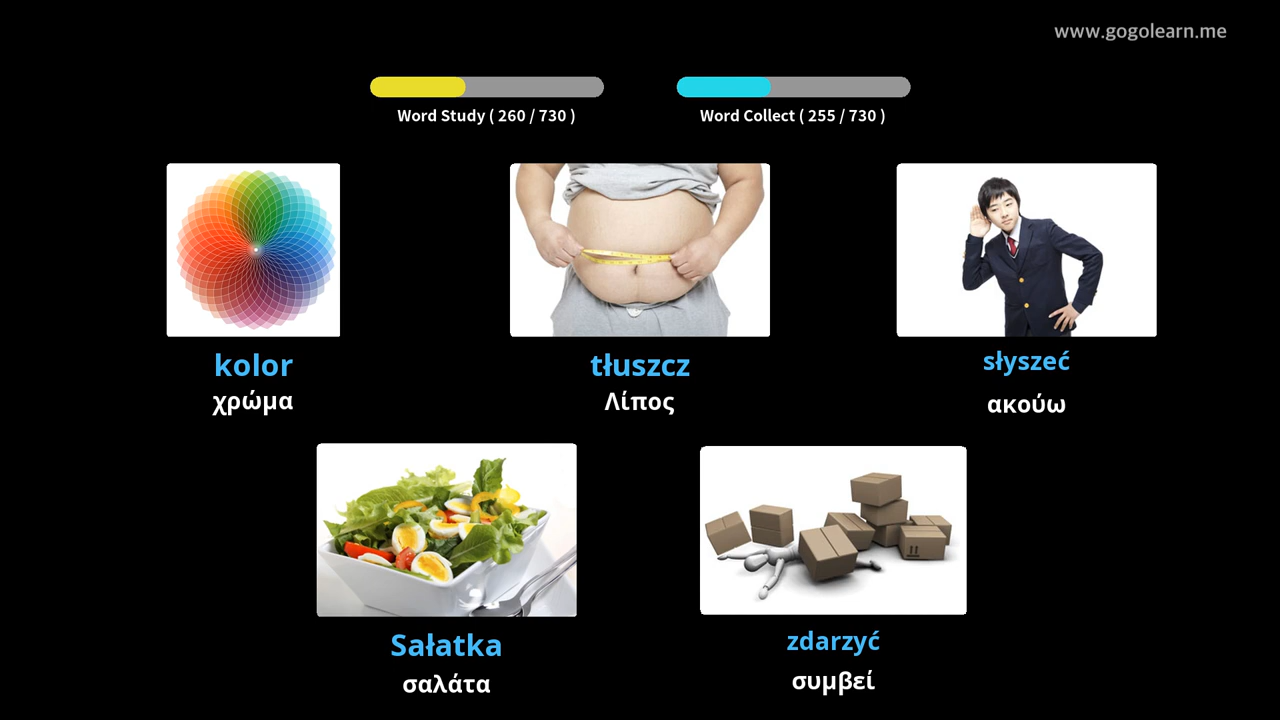 www.gogolearn.me
Word Study ( 260 / 730 )
Word Collect ( 255 / 730 )
kolor
χρώμα
tłuszcz
Λίπος
słyszeć
ακούω
Sałatka
σαλάτα
zdarzyć
συμβεί